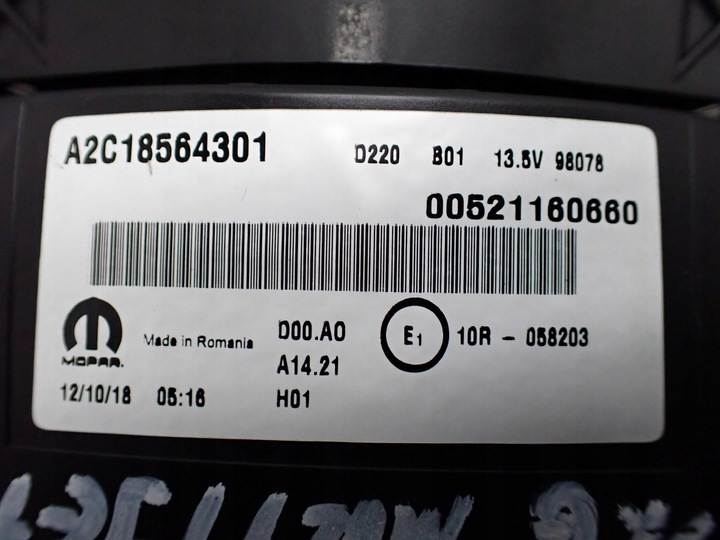 A2C18564301 D220 B01 13.5V 98078
00521160660
MOPAR. Made in Romania D00.A0 E1 10R - 058203
A14.21
12/10/18 05:16 H01